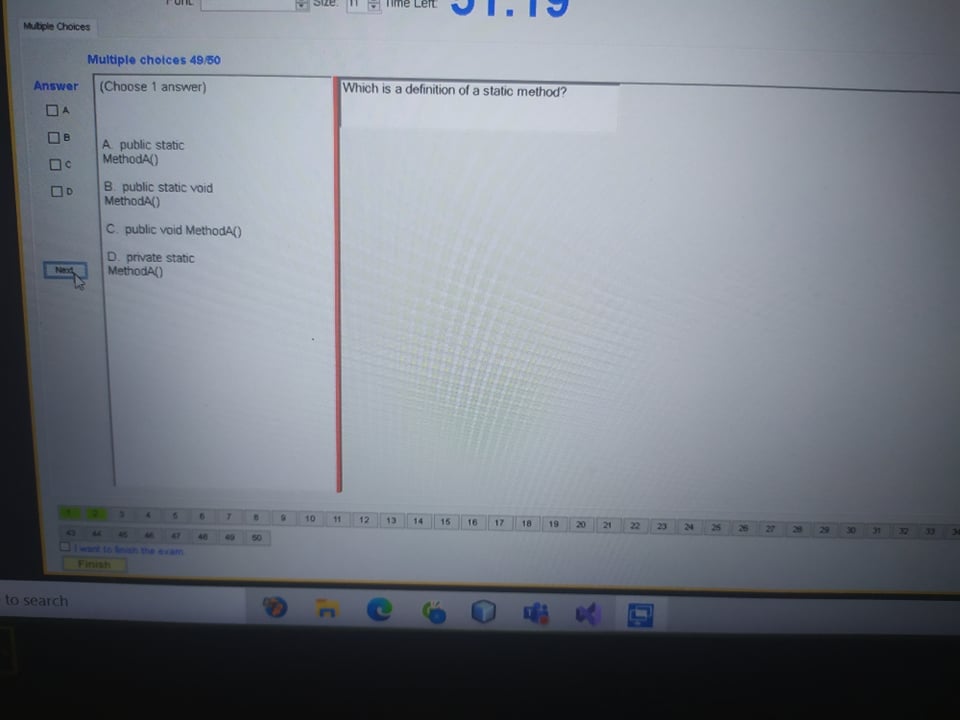 Size: 11 Time Left: 51:19
Multiple Choices
Multiple choices 49/50
Answer
(Choose 1 answer)
Which is a definition of a static method?
A
B
C
D
A. public static
MethodA()
B. public static void
MethodA()
C. public void MethodA()
D. private static
MethodA()
Next
1 2 3 4 5 6 7 8 9 10 11 12 13 14 15 16 17 18 19 20 21 22 23 24 25 26 27 28 29 30 31 32 33 34
43 44 45 46 47 48 49 50
I want to finish the exam.
Finish
to search